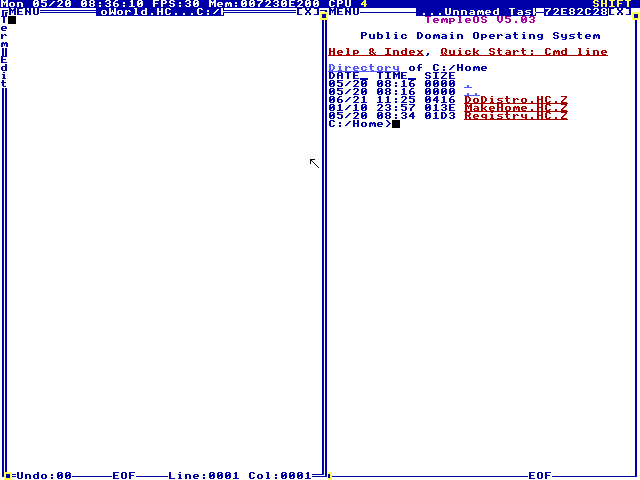 Mon 05/20 08:36:10 FPS:30 Mem:007230E200 CPU 4 SHIFT
MENU oWorld.HC...C:/ [X]
Term Edit
Undo:00 EOF Line:0001 Col:0001
MENU ...Unnamed Tas 72E82C28 [X]
TempleOS V5.03
Public Domain Operating System
Help & Index, Quick Start: Cmd line
Directory of C:/Home
DATE_ TIME_ SIZE
05/20 08:16 0000 .
05/20 08:16 0000 ..
06/21 11:25 0416 DoDistro.HC.Z
01/10 23:57 013E MakeHome.HC.Z
05/20 08:34 01D3 Registry.HC.Z
C:/Home>
EOF